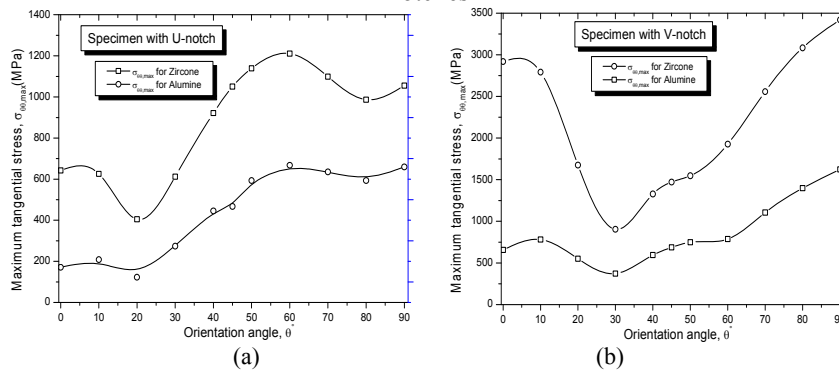 Specimen with U-notch
σθθ,max for Zircone
σθθ,max for Alumine
Maximum tangential stress, σθθ,max(MPa)
1400
1200
1000
800
600
400
200
0
0 10 20 30 40 50 60 70 80 90
Orientation angle, θ°
(a)
Specimen with V-notch
σθθ,max for Zircone
σθθ,max for Alumine
Maximum tangential stress, σθθ,max(MPa)
3500
3000
2500
2000
1500
1000
500
0
0 10 20 30 40 50 60 70 80 90
Orientation angle, θ°
(b)